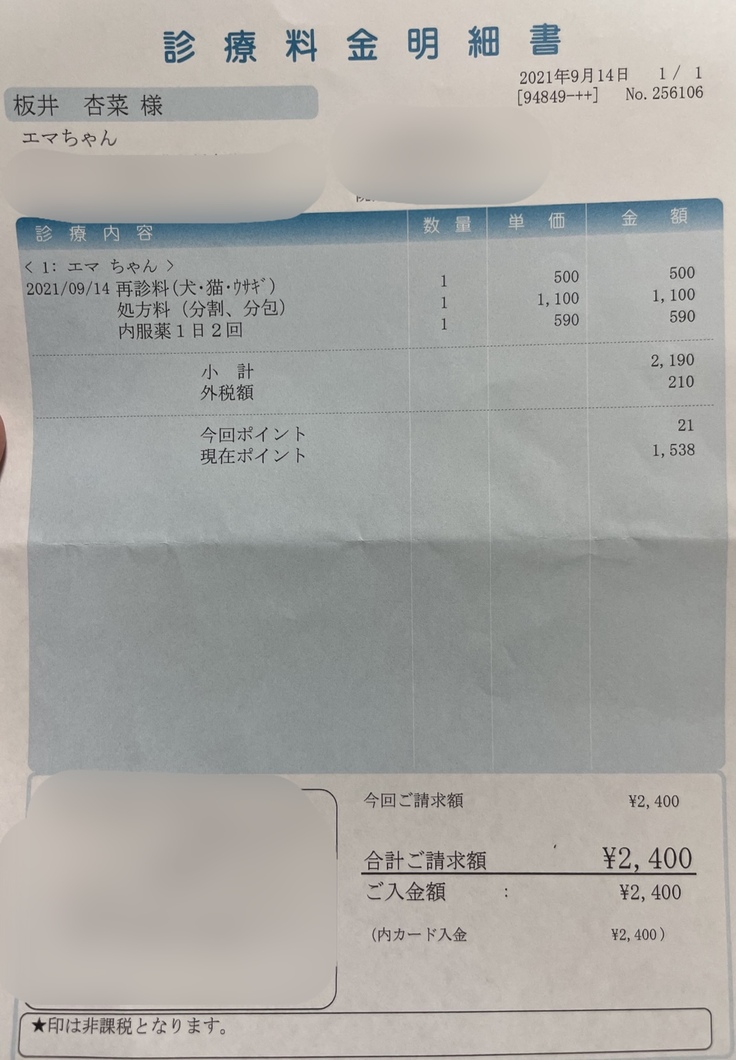 診療料金明細書
2021年9月14日 1 / 1
[94849-++] No.256106
板井 杏菜 様
エマちゃん
診療内容 数量 単価 金額
< 1: エマ ちゃん >
2021/09/14 再診料(犬・猫・ｳｻｷﾞ) 1 500 500
処方料（分割、分包） 1 1,100 1,100
内服薬１日２回 1 590 590
小 計 2,190
外税額 210
今回ポイント 21
現在ポイント 1,538
今回ご請求額 ¥2,400
合計ご請求額 ¥2,400
ご入金額 : ¥2,400
(内カード入金 ¥2,400)
★印は非課税となります。